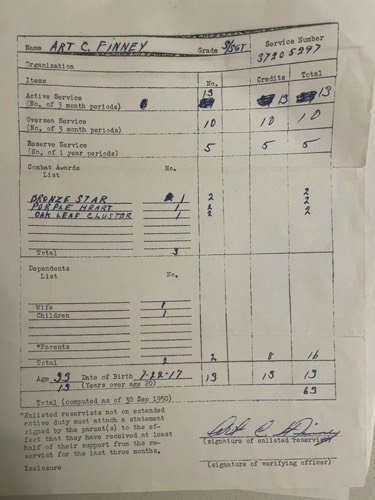 Name ART C. PINNEY Grade S/SGT Service Number 37205297
Organization
Items No. Credits Total
Active Service 13 13 13
(No. of 3 month periods)
Oversea Service 10 10 10
(No. of 3 month periods)
Reserve Service 5 5 5
(No. of 1 year periods)
Combat Awards No.
List
BRONZE STAR 1 2 2
PURPLE HEART 1 2 2
OAK LEAF CLUSTER 1 2 2
Total 3
Dependents
List No.
Wife 1
Children 1
*Parents
Total 2 2 8 16
Age 33 Date of Birth 7-22-17 13 13 13
13 (Years over age 20)
Total (computed as of 30 Sep 1950) 63
*Enlisted reservists not on extended
active duty must attach a statement
signed by the parent(s) to the ef-
fect that they have received at least
half of their support from the re-
servist for the last three months.
Art C Pinney
(signature of enlisted reservist)
Inclosure
(signature of verifying officer)